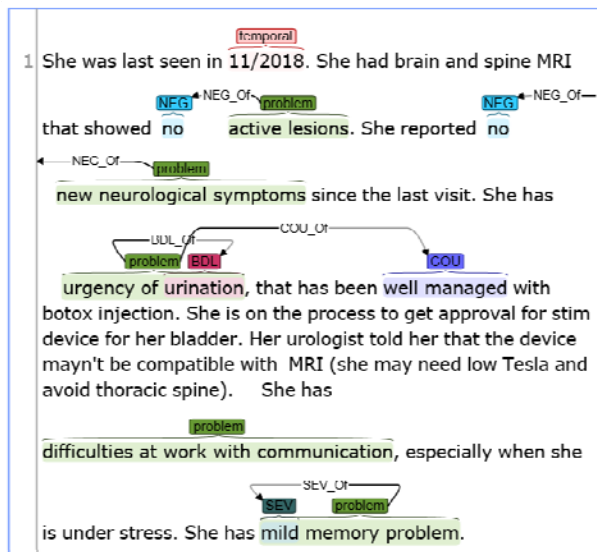 temporal
1 She was last seen in 11/2018. She had brain and spine MRI
NEG NEG_Of problem NEG NEG_Of
that showed no active lesions. She reported no
NEG_Of problem
new neurological symptoms since the last visit. She has
BDL_Of COU_Of
problem BDL COU
urgency of urination, that has been well managed with
botox injection. She is on the process to get approval for stim
device for her bladder. Her urologist told her that the device
mayn't be compatible with MRI (she may need low Tesla and
avoid thoracic spine). She has
problem
difficulties at work with communication, especially when she
SEV_Of
SEV problem
is under stress. She has mild memory problem.